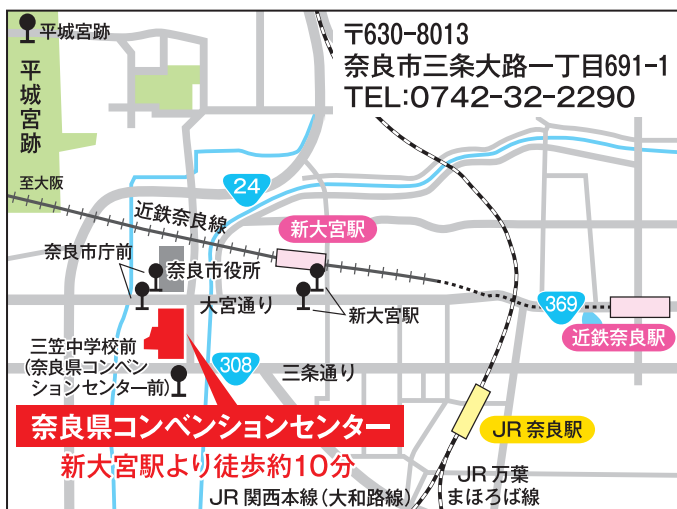 平城宮跡
平城宮跡
〒630-8013
奈良市三条大路一丁目691-1
TEL:0742-32-2290
至大阪
24
近鉄奈良線
新大宮駅
奈良市庁前
奈良市役所
大宮通り
新大宮駅
369
近鉄奈良駅
三笠中学校前
(奈良県コンベン
ションセンター前)
308
三条通り
奈良県コンベンションセンター
新大宮駅より徒歩約10分
JR 奈良駅
JR 関西本線(大和路線)
JR 万葉
まほろば線